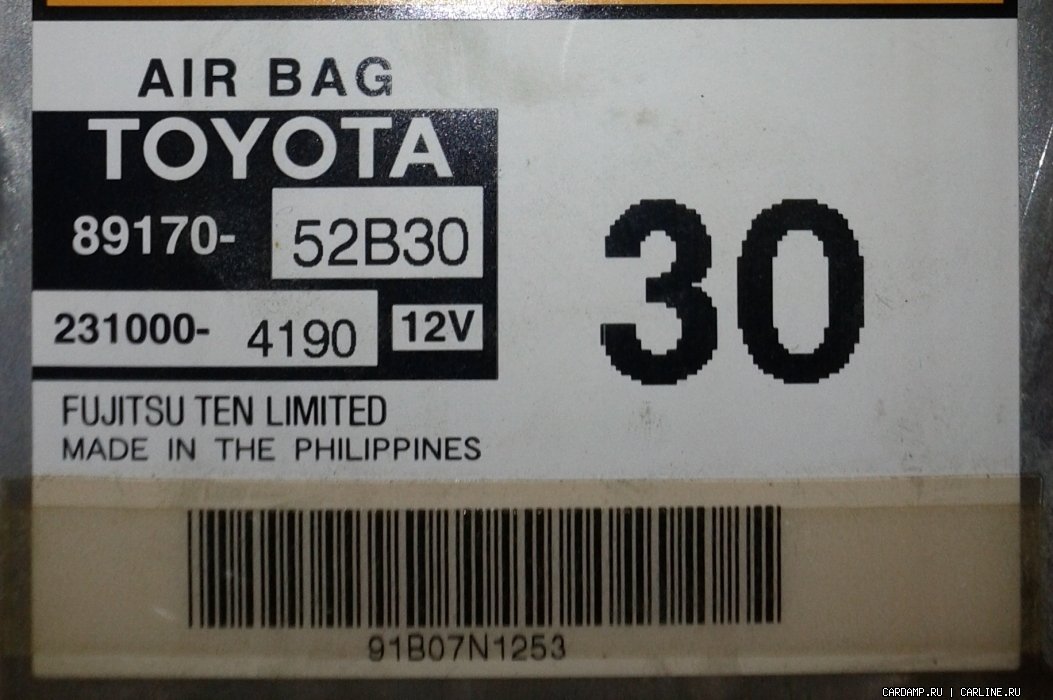 AIR BAG
TOYOTA
89170- 52B30
30
231000- 4190 12V
FUJITSU TEN LIMITED
MADE IN THE PHILIPPINES
91B07N1253
CARDAMP.RU | CARLINE.RU